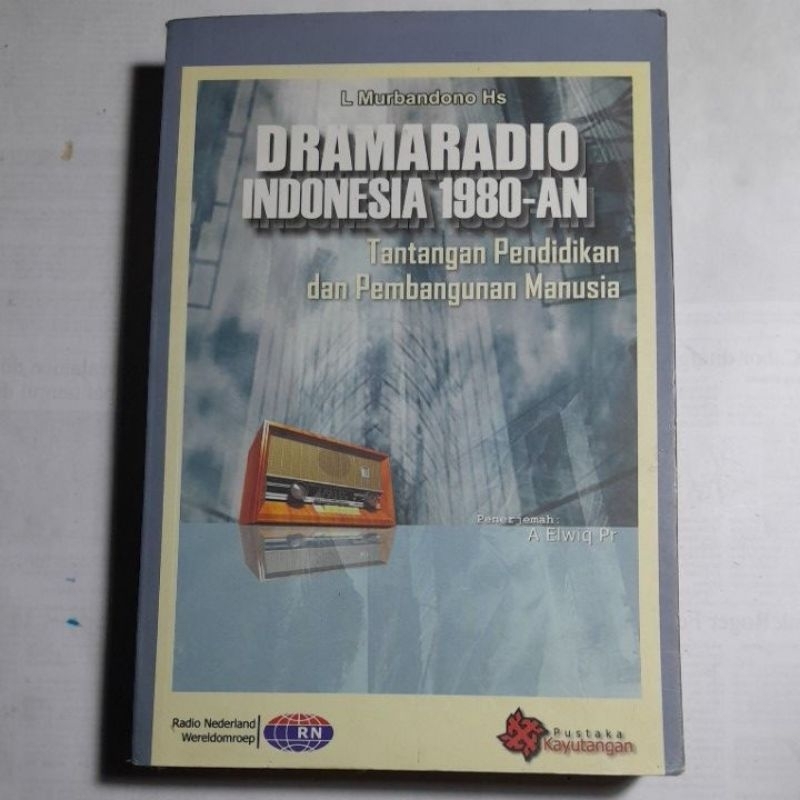 L Murbandono Hs
DRAMARADIO
INDONESIA 1980-AN
Tantangan Pendidikan
dan Pembangunan Manusia
Penerjemah:
A Elwiq Pr
Radio Nederland
Wereldomroep
RN
Pustaka
Kayutangan